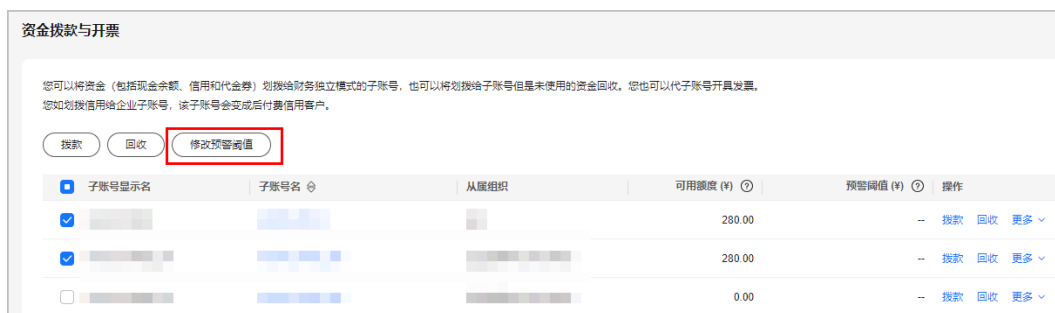 资金拨款与开票
您可以将资金（包括现金余额、信用和代金券）划拨给财务独立模式的子账号，也可以将划拨给子账号但是未使用的资金回收。您也可以代子账号开具发票。
您如划拨信用给企业子账号，该子账号会变成后付费信用客户。
拨款 回收 修改预警阈值
子账号显示名 子账号名 从属组织 可用额度 (¥) 预警阈值 (¥) 操作
280.00 -- 拨款 回收 更多
280.00 -- 拨款 回收 更多
0.00 -- 拨款 回收 更多